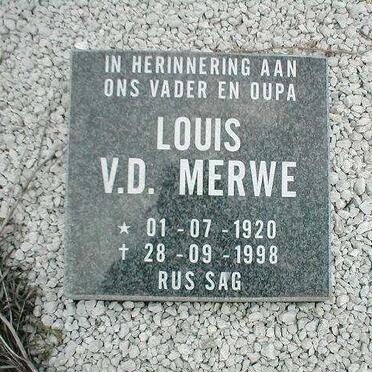 IN HERINNERING AAN
ONS VADER EN OUPA
LOUIS
V.D. MERWE
★ 01 - 07 - 1920
† 28 - 09 - 1998
RUS SAG